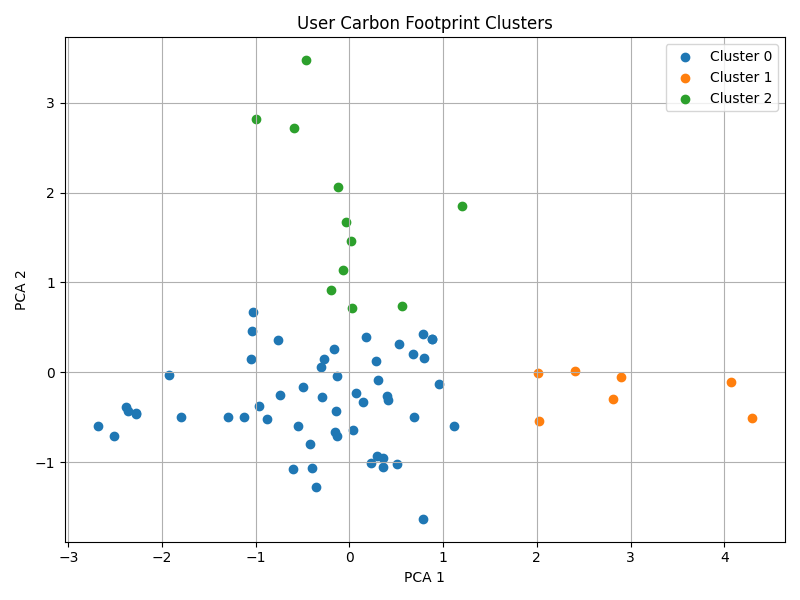 User Carbon Footprint Clusters
Cluster 0
Cluster 1
Cluster 2
3
2
1
0
−1
PCA 2
−3 −2 −1 0 1 2 3 4
PCA 1